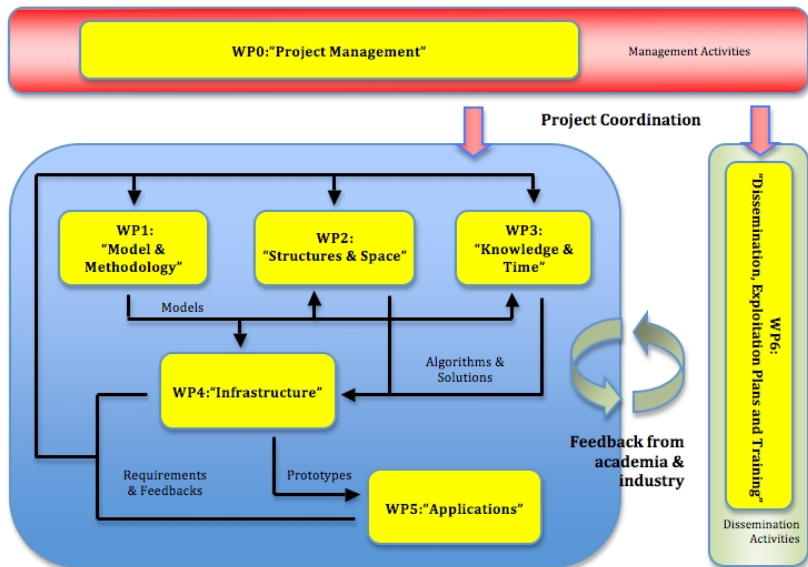 WP0:“Project Management”
Management Activities
Project Coordination
WP1:
“Model &
Methodology”
WP2:
“Structures & Space”
WP3:
“Knowledge &
Time”
Models
Algorithms &
Solutions
WP4:“Infrastructure”
Requirements
& Feedbacks
Prototypes
WP5:“Applications”
Feedback from
academia &
industry
WP6:
“Dissemination, Exploitation Plans and Training”
Dissemination
Activities